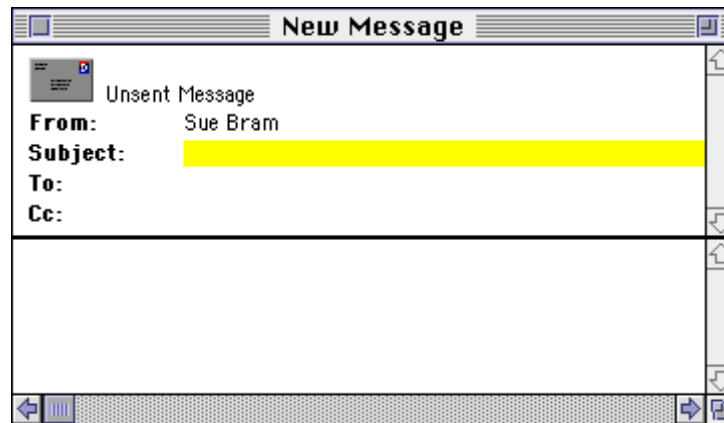 New Message
Unsent Message
From: Sue Bram
Subject:
To:
Cc: